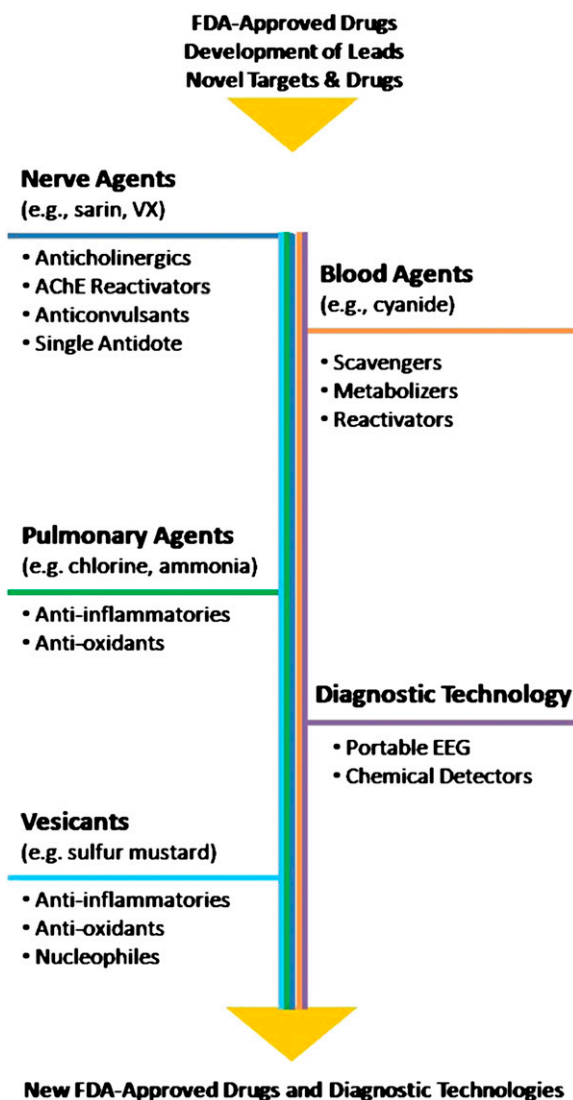 FDA-Approved Drugs
Development of Leads
Novel Targets & Drugs
Nerve Agents
(e.g., sarin, VX)
• Anticholinergics
• AChE Reactivators
• Anticonvulsants
• Single Antidote
Blood Agents
(e.g., cyanide)
• Scavengers
• Metabolizers
• Reactivators
Pulmonary Agents
(e.g. chlorine, ammonia)
• Anti-inflammatories
• Anti-oxidants
Diagnostic Technology
• Portable EEG
• Chemical Detectors
Vesicants
(e.g. sulfur mustard)
• Anti-inflammatories
• Anti-oxidants
• Nucleophiles
New FDA-Approved Drugs and Diagnostic Technologies